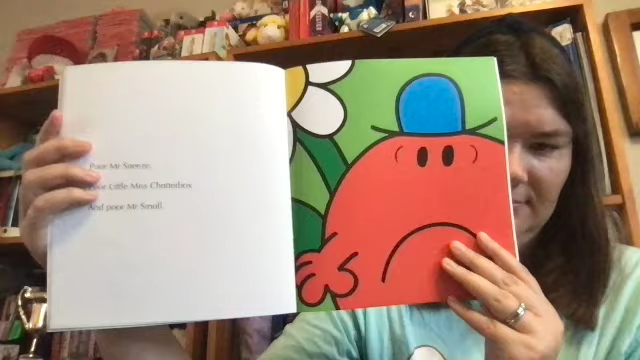 Poor Mr Sneeze.
Poor Little Miss Chatterbox
And poor Mr Small.